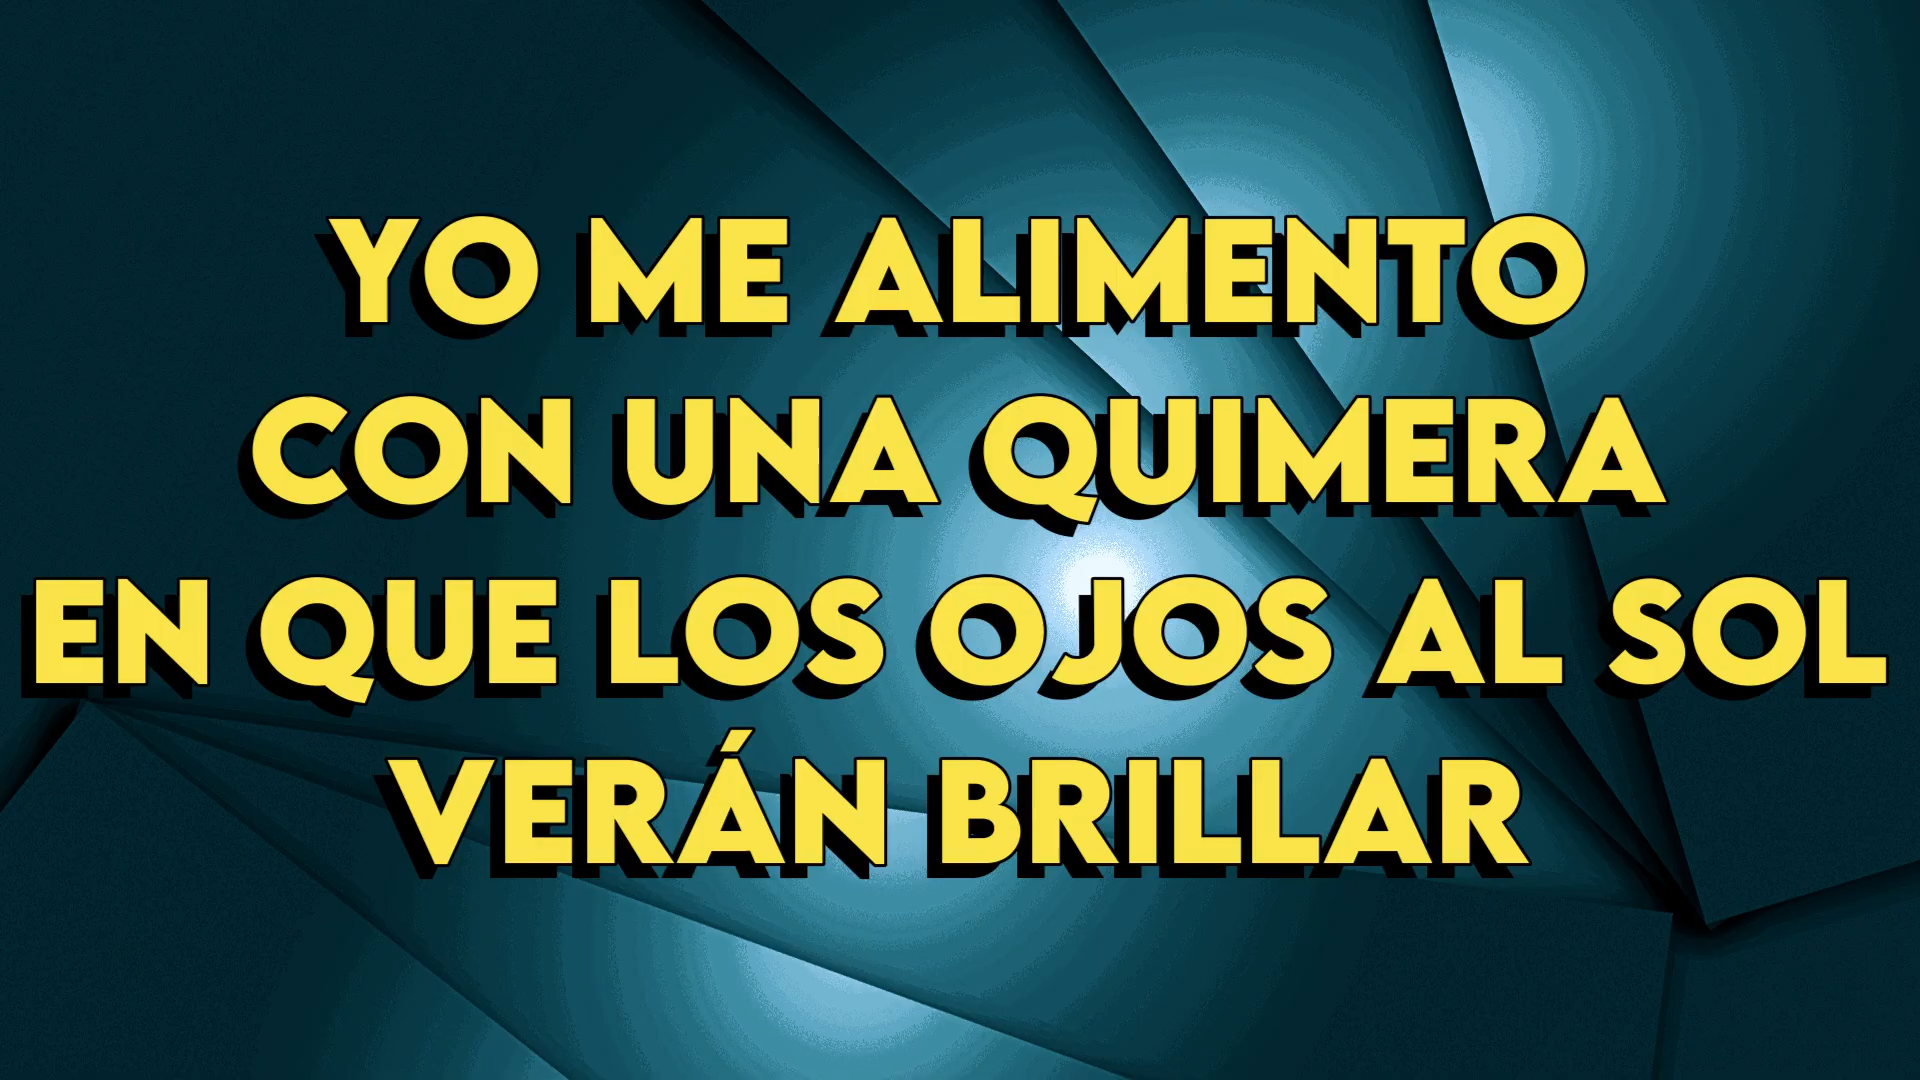 YO ME ALIMENTO
CON UNA QUIMERA
EN QUE LOS OJOS AL SOL
VERÁN BRILLAR